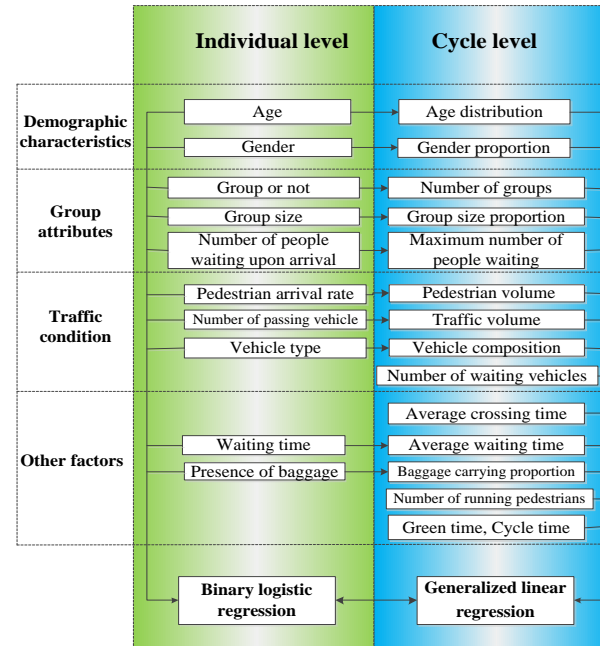 Individual level
Cycle level
Demographic
characteristics
Age
Age distribution
Gender
Gender proportion
Group
attributes
Group or not
Number of groups
Group size
Group size proportion
Number of people
waiting upon arrival
Maximum number of
people waiting
Traffic
condition
Pedestrian arrival rate
Pedestrian volume
Number of passing vehicle
Traffic volume
Vehicle type
Vehicle composition
Number of waiting vehicles
Other factors
Average crossing time
Waiting time
Average waiting time
Presence of baggage
Baggage carrying proportion
Number of running pedestrians
Green time, Cycle time
Binary logistic
regression
Generalized linear
regression